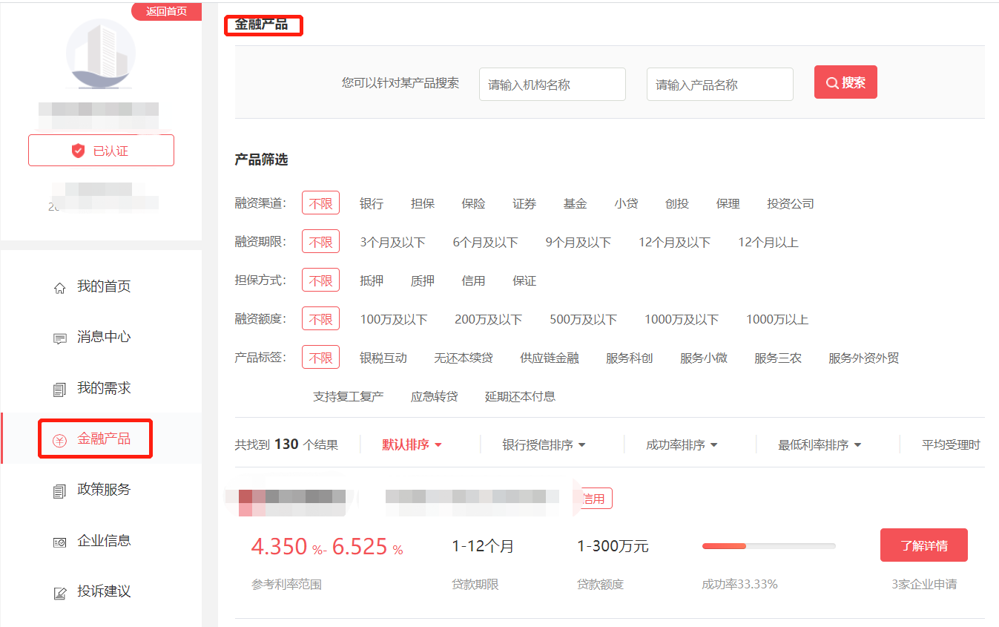 返回首页
已认证
我的首页
消息中心
我的需求
金融产品
政策服务
企业信息
投诉建议
金融产品
您可以针对某产品搜索 请输入机构名称 请输入产品名称 搜索
产品筛选
融资渠道: 不限 银行 担保 保险 证券 基金 小贷 创投 保理 投资公司
融资期限: 不限 3个月及以下 6个月及以下 9个月及以下 12个月及以下 12个月以上
担保方式: 不限 抵押 质押 信用 保证
融资额度: 不限 100万及以下 200万及以下 500万及以下 1000万及以下 1000万以上
产品标签: 不限 银税互动 无还本续贷 供应链金融 服务科创 服务小微 服务三农 服务外资外贸
支持复工复产 应急转贷 延期还本付息
共找到 130 个结果 默认排序 银行授信排序 成功率排序 最低利率排序 平均受理时
信用
4.350 %- 6.525 % 1-12个月 1-300万元 了解详情
参考利率范围 贷款期限 贷款额度 成功率33.33% 3家企业申请